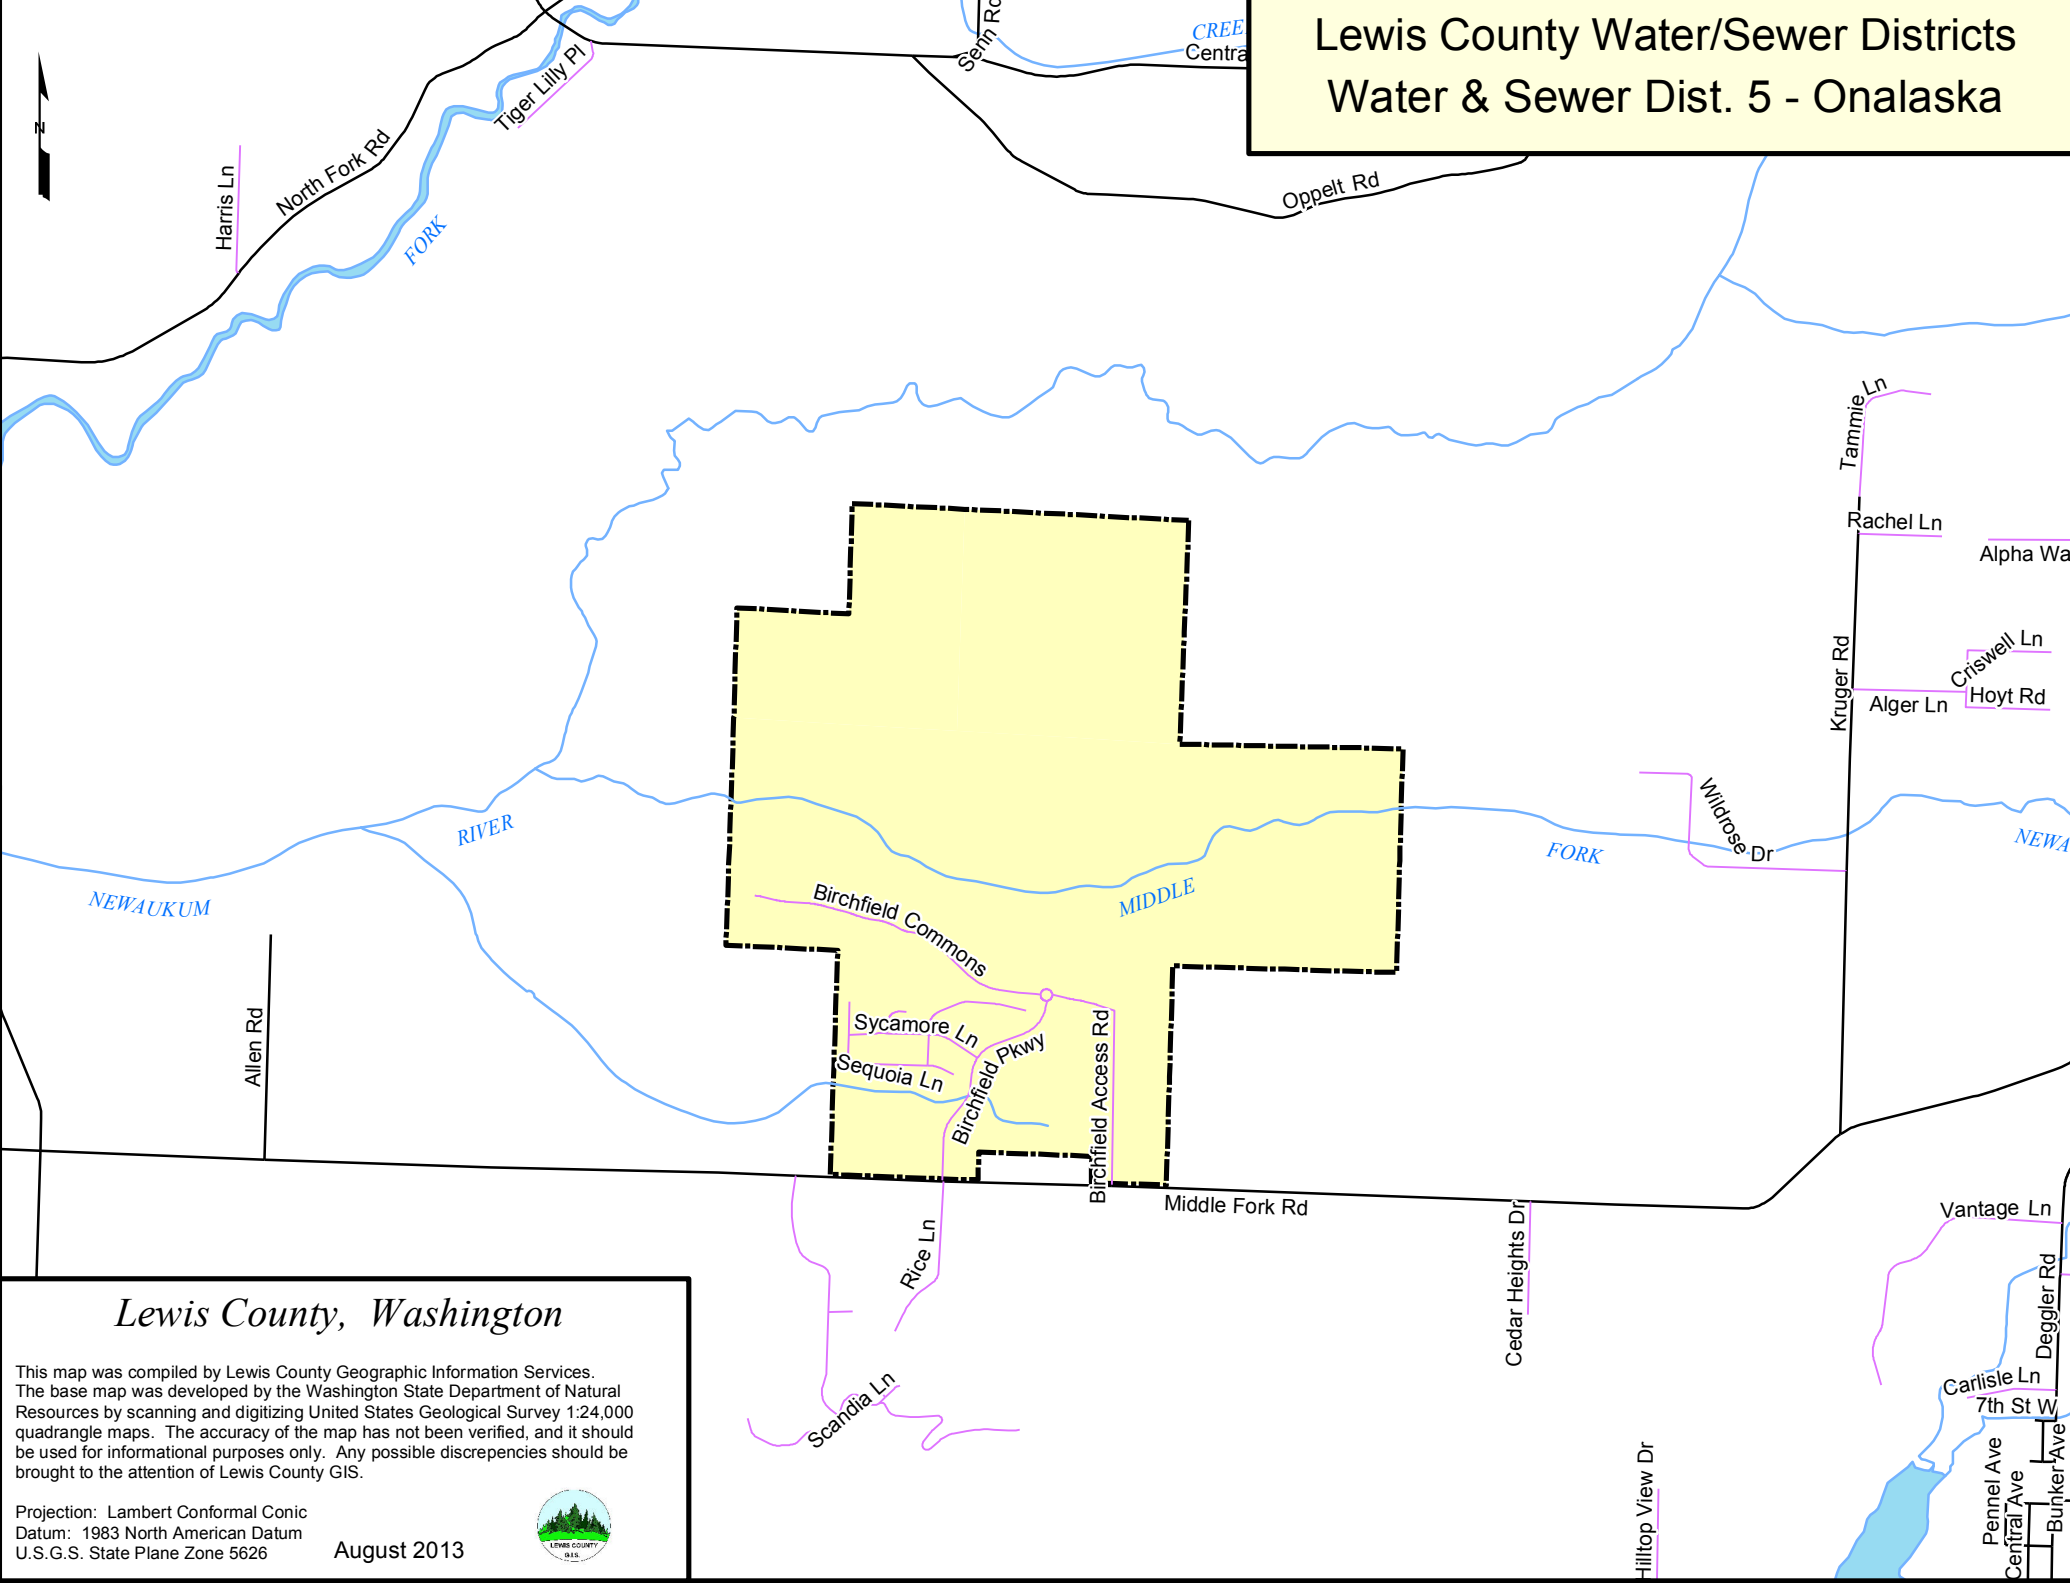 Lewis County Water/Sewer Districts
Water & Sewer Dist. 5 - Onalaska
CREE
Centra
Senn Rd
Tiger Lilly Pl
N
North Fork Rd
Harris Ln
FORK
Oppelt Rd
Tammie Ln
Rachel Ln
Alpha Wa
Criswell Ln
Kruger Rd
Hoyt Rd
Alger Ln
Wildrose Dr
RIVER
FORK
NEWA
NEWAUKUM
MIDDLE
Birchfield Commons
Allen Rd
Sycamore Ln
Sequoia Ln
Birchfield Pkwy
Birchfield Access Rd
Middle Fork Rd
Vantage Ln
Rice Ln
Cedar Heights Dr
Deggler Rd
Scandia Ln
Carlisle Ln
7th St W
Hilltop View Dr
Pennel Ave
Central Ave
Bunker Ave
Lewis County, Washington
This map was compiled by Lewis County Geographic Information Services.
The base map was developed by the Washington State Department of Natural
Resources by scanning and digitizing United States Geological Survey 1:24,000
quadrangle maps. The accuracy of the map has not been verified, and it should
be used for informational purposes only. Any possible discrepencies should be
brought to the attention of Lewis County GIS.
Projection: Lambert Conformal Conic
Datum: 1983 North American Datum
U.S.G.S. State Plane Zone 5626
August 2013
LEWIS COUNTY
G.I.S.